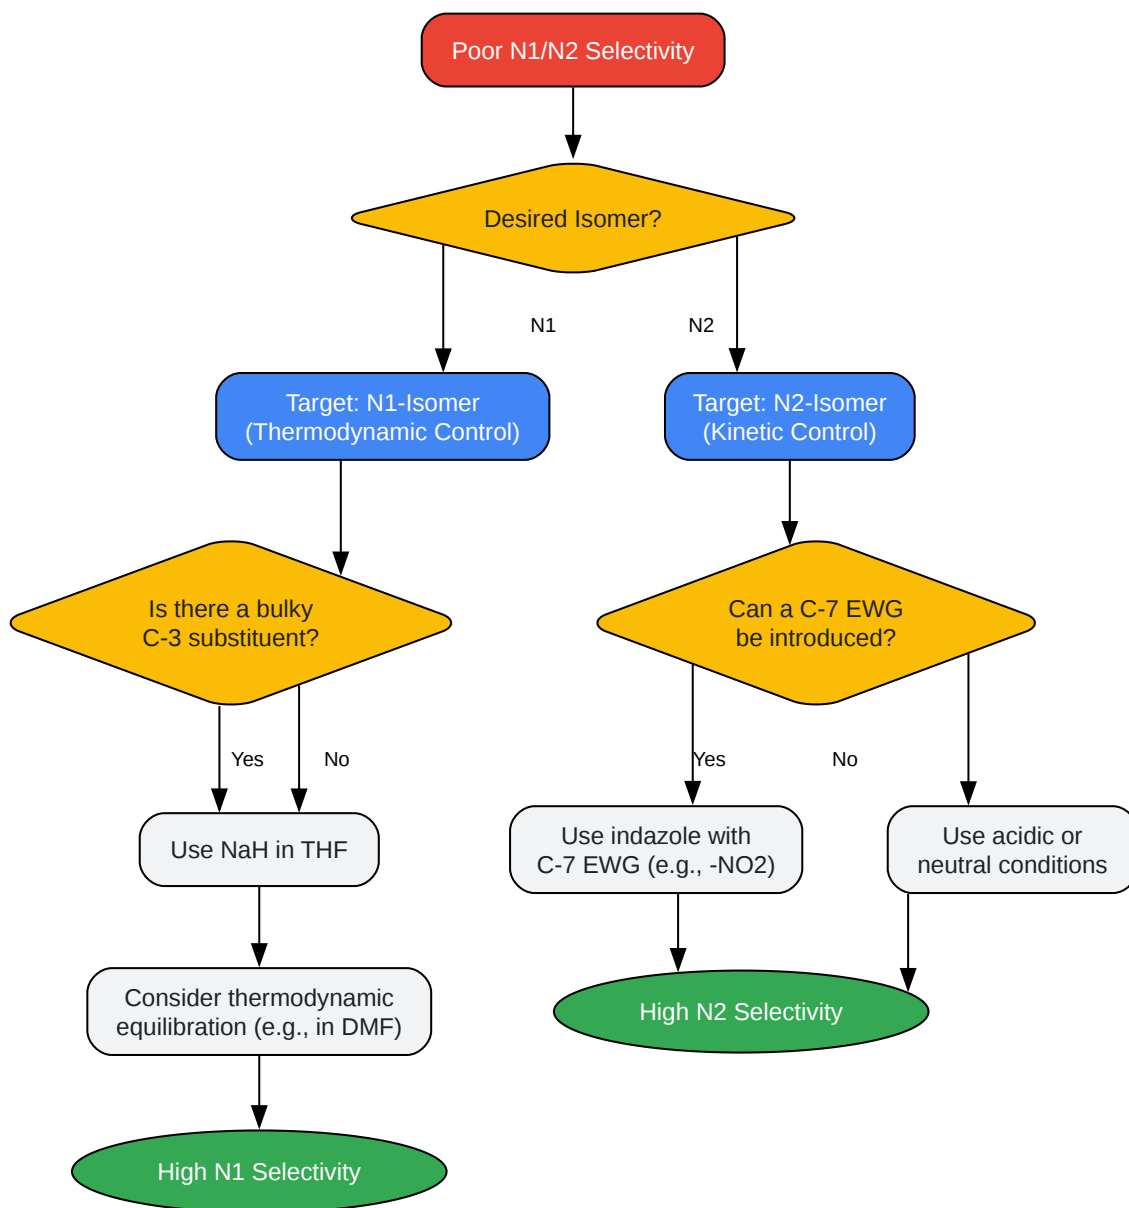 Poor N1/N2 Selectivity
Desired Isomer?
N1
N2
Target: N1-Isomer
(Thermodynamic Control)
Target: N2-Isomer
(Kinetic Control)
Is there a bulky
C-3 substituent?
Can a C-7 EWG
be introduced?
Yes
No
Yes
No
Use NaH in THF
Use indazole with
C-7 EWG (e.g., -NO2)
Use acidic or
neutral conditions
Consider thermodynamic
equilibration (e.g., in DMF)
High N2 Selectivity
High N1 Selectivity